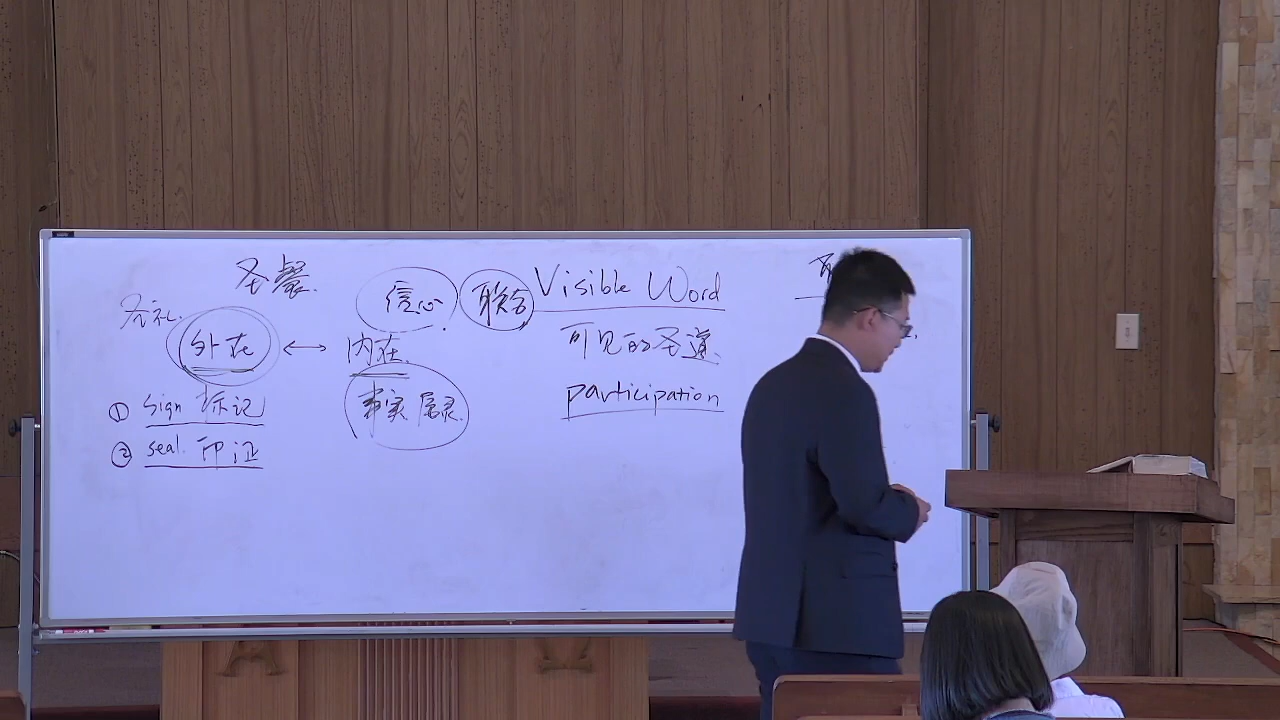 圣餐.
圣礼.
外在 ⟷ 内在.
① Sign 标记
② seal. 印证
信心.
事实 属灵.
联合
Visible Word
可见的圣道.
participation